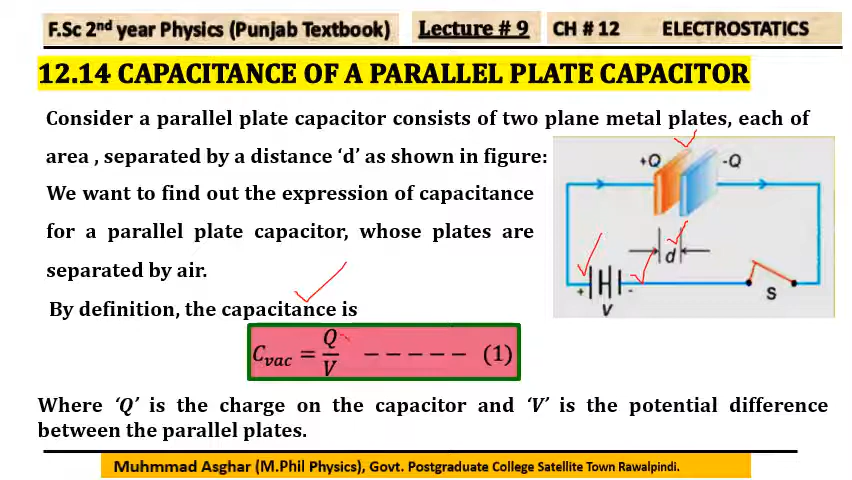 F.Sc 2nd year Physics (Punjab Textbook) Lecture # 9 CH # 12 ELECTROSTATICS
12.14 CAPACITANCE OF A PARALLEL PLATE CAPACITOR
Consider a parallel plate capacitor consists of two plane metal plates, each of
area , separated by a distance ‘d’ as shown in figure:
We want to find out the expression of capacitance
for a parallel plate capacitor, whose plates are
separated by air.
By definition, the capacitance is
+Q -Q
d
+ - V S
C_vac = Q/V − − − − − − (1)
Where ‘Q’ is the charge on the capacitor and ‘V’ is the potential difference
between the parallel plates.
Muhmmad Asghar (M.Phil Physics), Govt. Postgraduate College Satellite Town Rawalpindi.